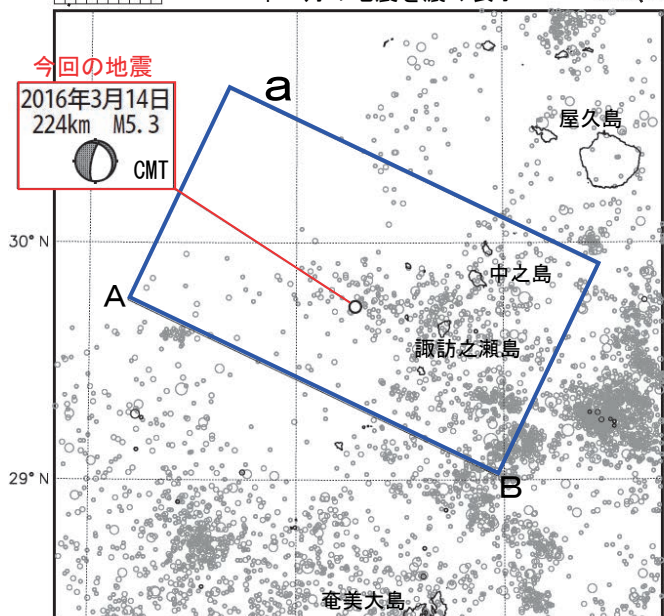 今回の地震
2016年3月14日
224km M5.3
CMT
a
屋久島
30°N
A
中之島
諏訪之瀬島
29°N
B
奄美大島